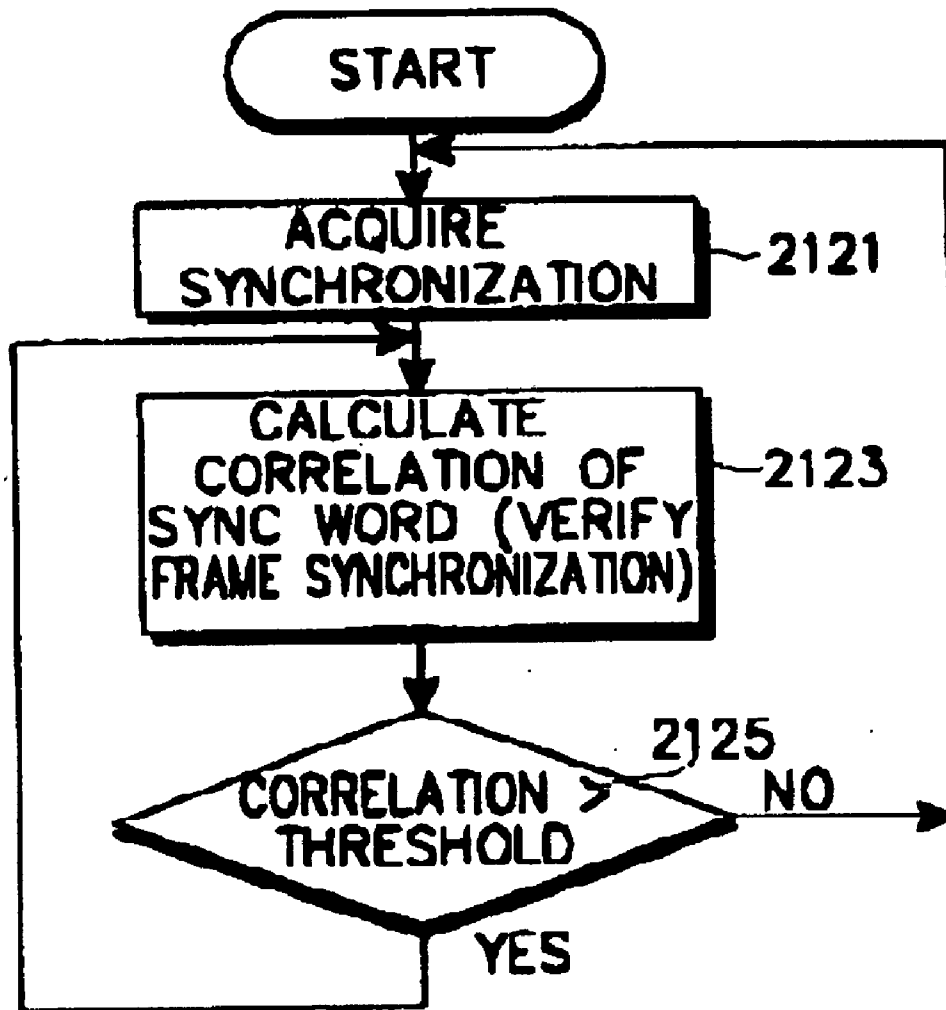 START
ACQUIRE
SYNCHRONIZATION
2121
CALCULATE
CORRELATION OF
SYNC WORD (VERIFY
FRAME SYNCHRONIZATION)
2123
2125
CORRELATION >
THRESHOLD
NO
YES